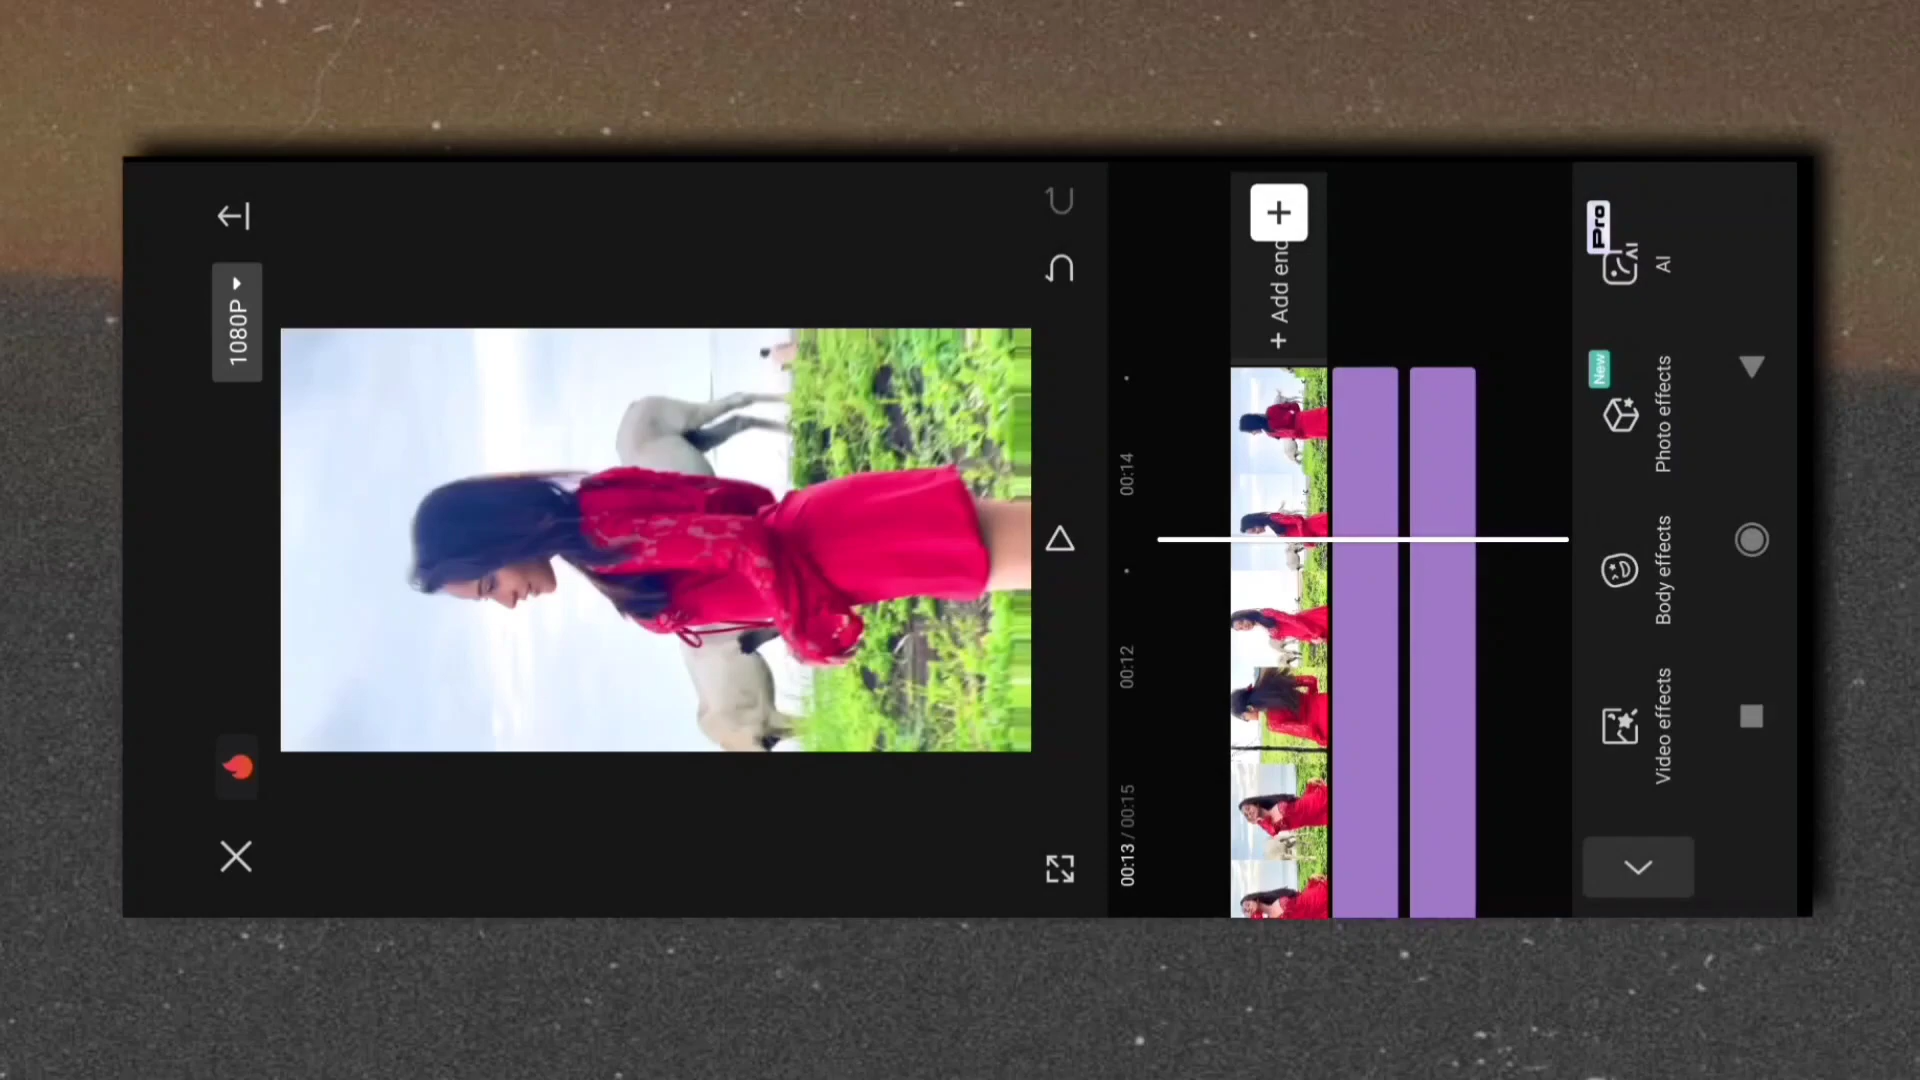 1080P
00:13 / 00:15
00:12
00:14
+ Add end
Video effects
Body effects
New
Photo effects
Pro
AI
AI